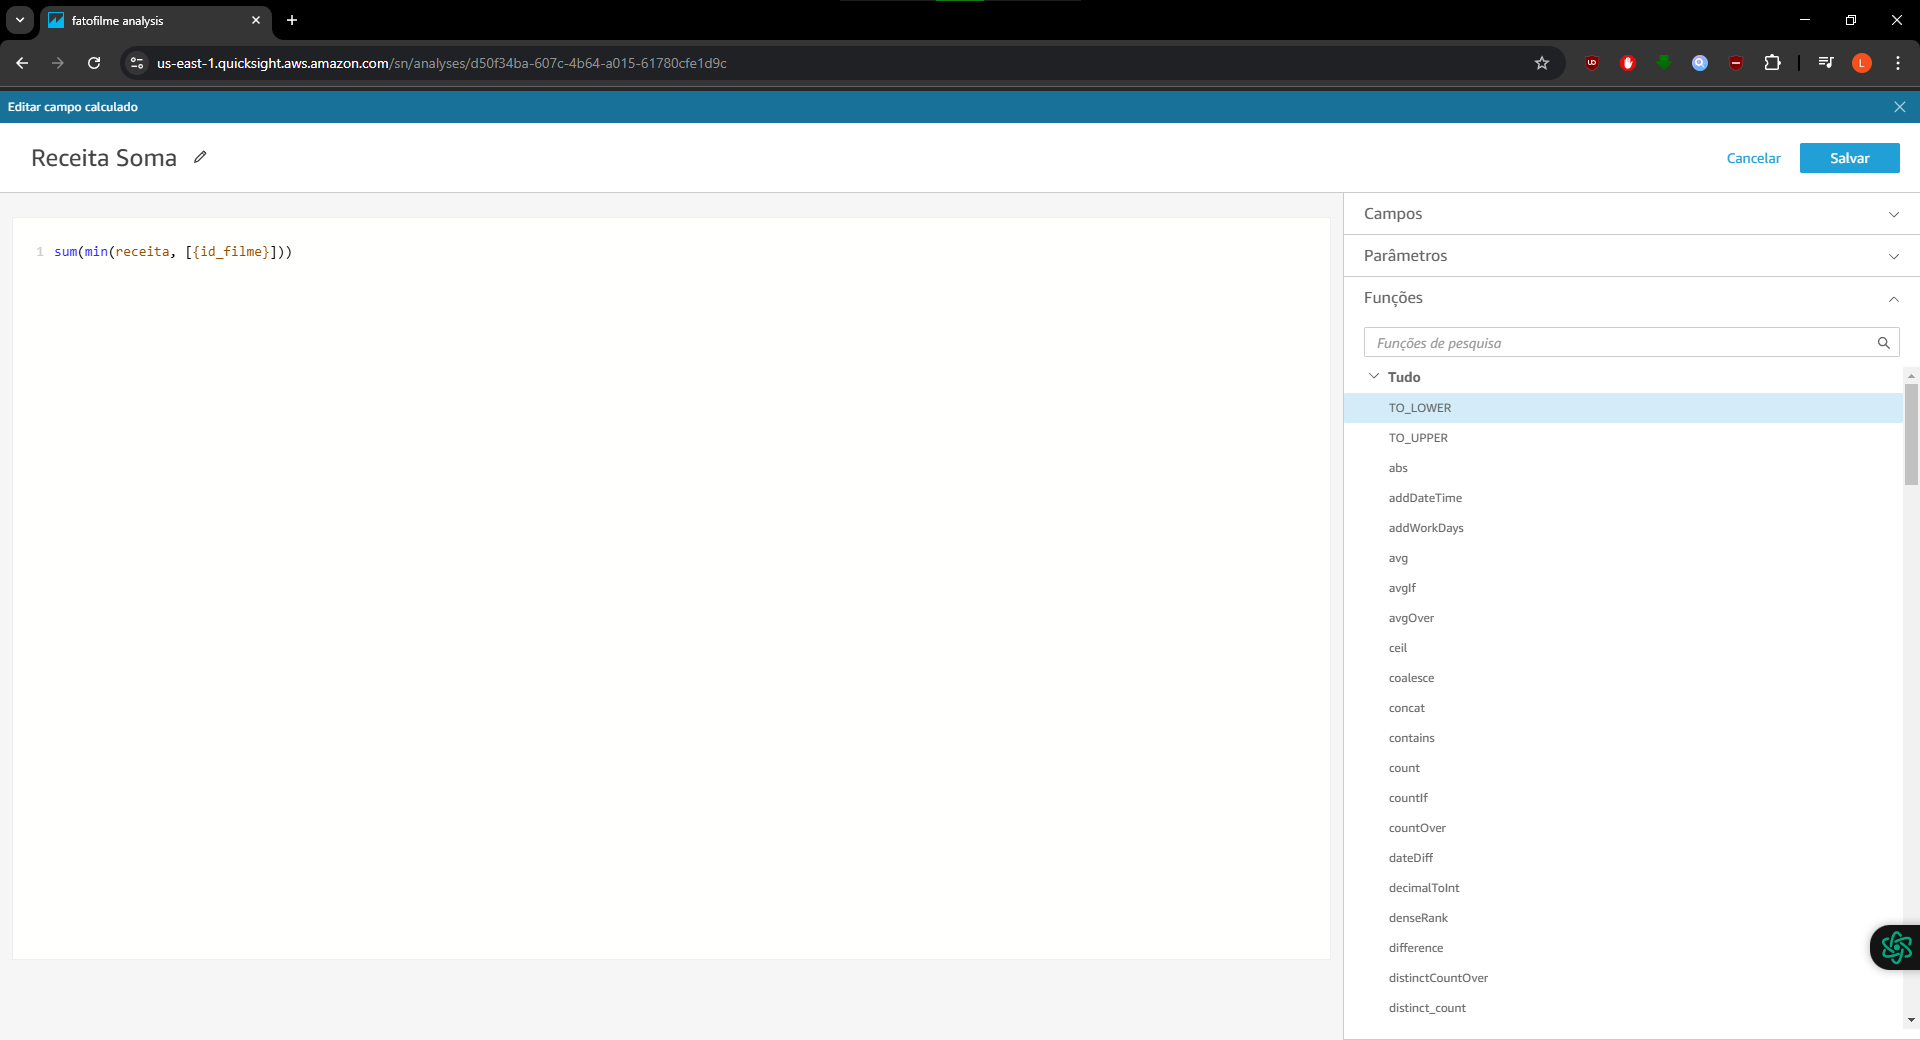 fatofilme analysis
us-east-1.quicksight.aws.amazon.com/sn/analyses/d50f34ba-607c-4b64-a015-61780cfe1d9c
L
Editar campo calculado
Receita Soma
Cancelar
Salvar
1 sum(min(receita, [{id_filme}]))
Campos
Parâmetros
Funções
Funções de pesquisa
Tudo
TO_LOWER
TO_UPPER
abs
addDateTime
addWorkDays
avg
avgIf
avgOver
ceil
coalesce
concat
contains
count
countIf
countOver
dateDiff
decimalToInt
denseRank
difference
distinctCountOver
distinct_count